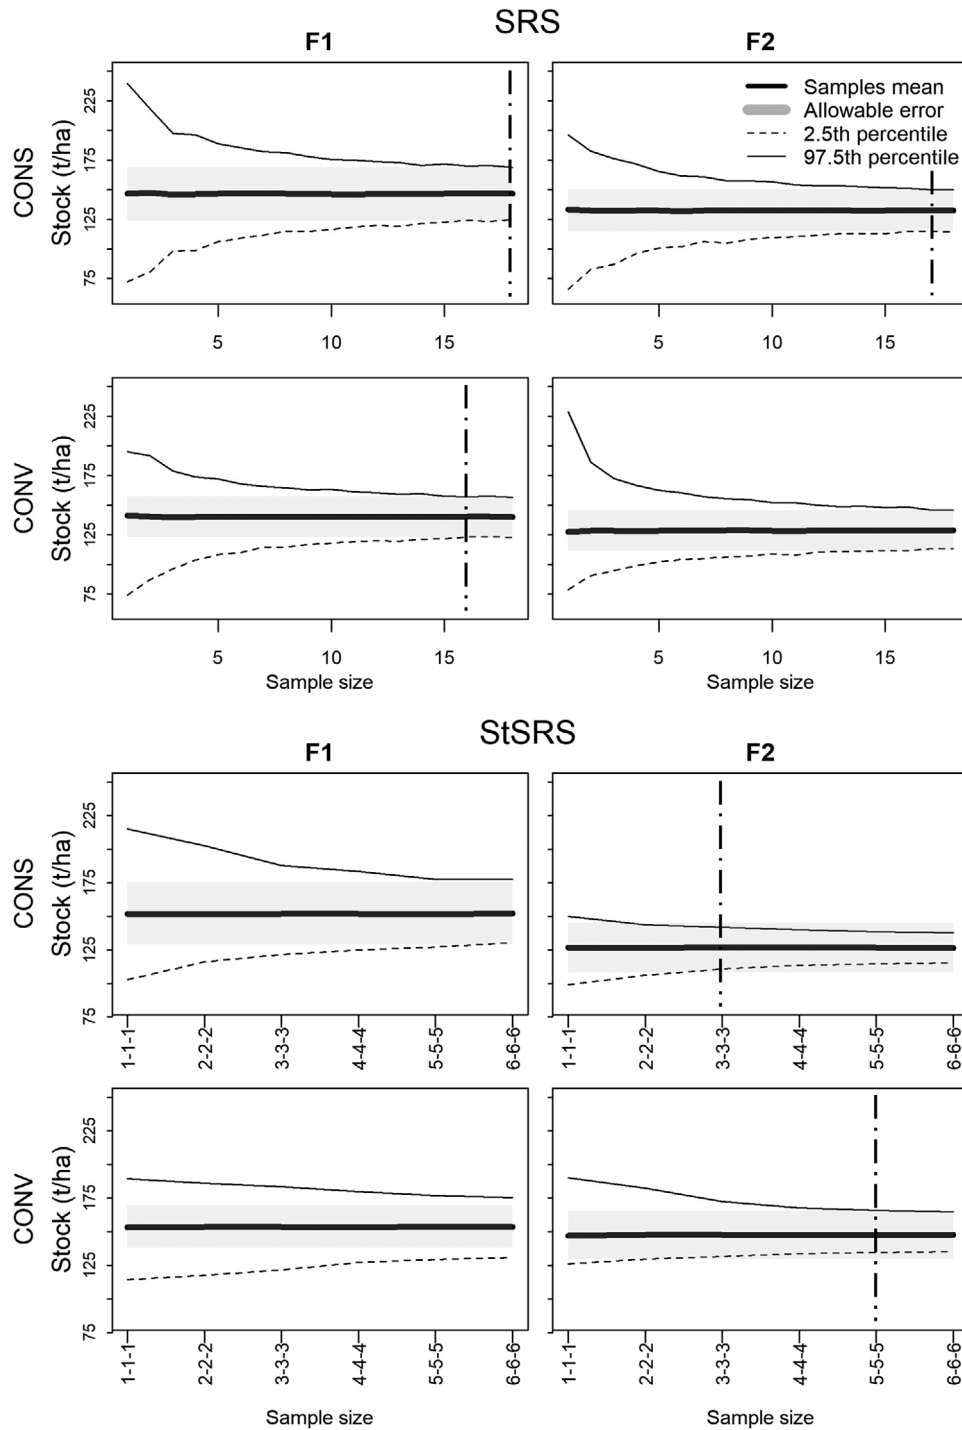 SRS
F1 F2
CONS
Stock (t/ha)
225
175
125
75
Samples mean
Allowable error
2.5th percentile
97.5th percentile
5 10 15 5 10 15
CONV
Stock (t/ha)
225
175
125
75
5 10 15 5 10 15
Sample size Sample size
StSRS
F1 F2
CONS
Stock (t/ha)
225
175
125
75
1-1-1 2-2-2 3-3-3 4-4-4 5-5-5 6-6-6 1-1-1 2-2-2 3-3-3 4-4-4 5-5-5 6-6-6
CONV
Stock (t/ha)
225
175
125
75
1-1-1 2-2-2 3-3-3 4-4-4 5-5-5 6-6-6 1-1-1 2-2-2 3-3-3 4-4-4 5-5-5 6-6-6
Sample size Sample size